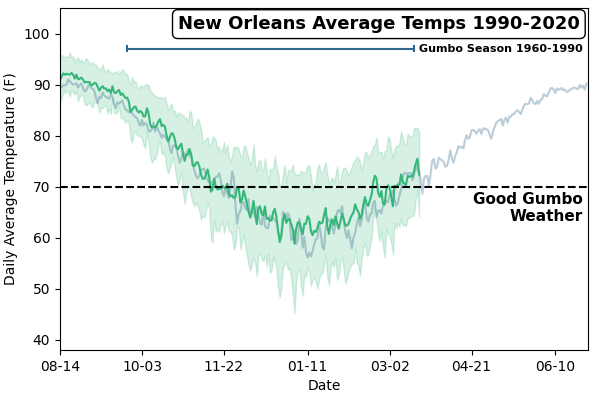 New Orleans Average Temps 1990-2020
Gumbo Season 1960-1990
Good Gumbo
Weather
Daily Average Temperature (F)
100
90
80
70
60
50
40
08-14
10-03
11-22
01-11
03-02
04-21
06-10
Date